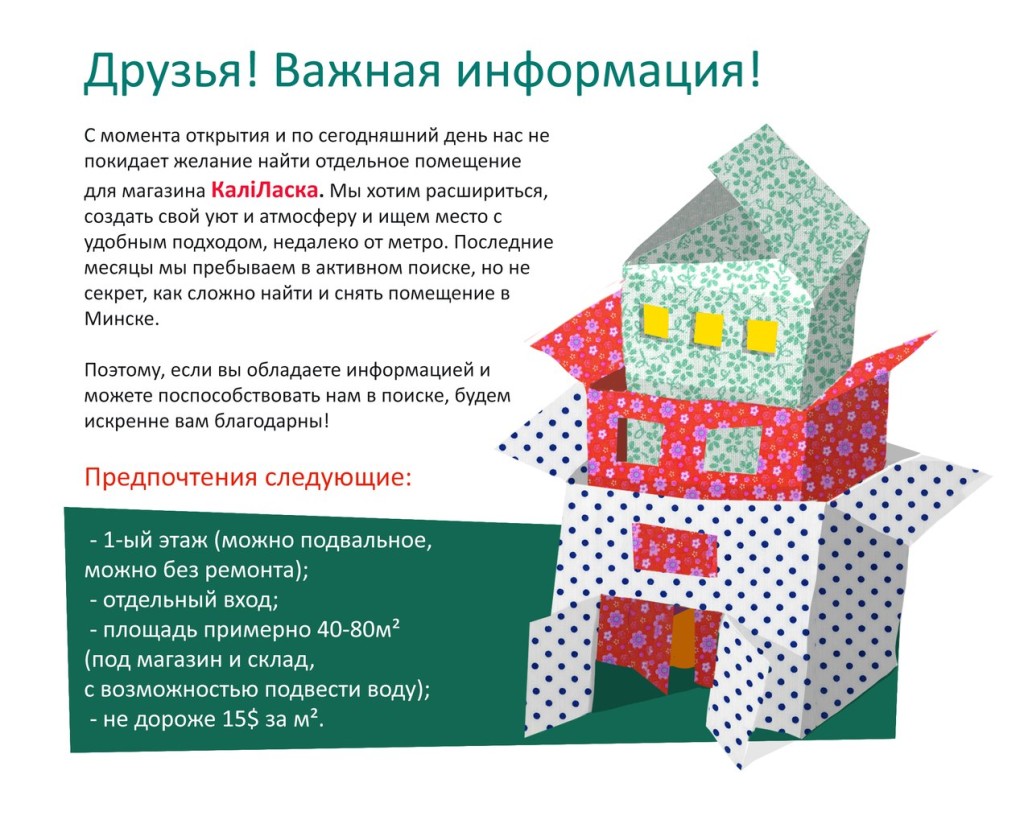 Друзья! Важная информация!
С момента открытия и по сегодняшний день нас не
покидает желание найти отдельное помещение
для магазина КаліЛаска. Мы хотим расшириться,
создать свой уют и атмосферу и ищем место с
удобным подходом, недалеко от метро. Последние
месяцы мы пребываем в активном поиске, но не
секрет, как сложно найти и снять помещение в
Минске.
Поэтому, если вы обладаете информацией и
можете поспособствовать нам в поиске, будем
искренне вам благодарны!
Предпочтения следующие:
- 1-ый этаж (можно подвальное,
можно без ремонта);
- отдельный вход;
- площадь примерно 40-80м²
(под магазин и склад,
с возможностью подвести воду);
- не дороже 15$ за м².